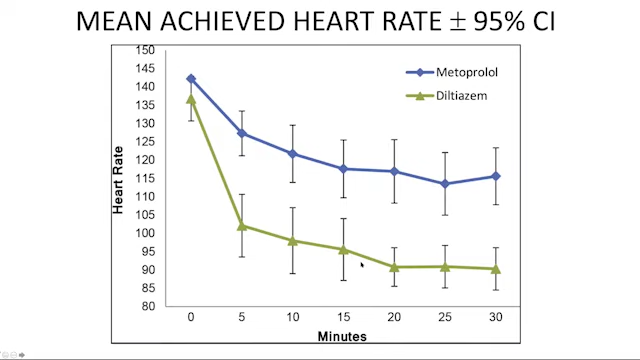 MEAN ACHIEVED HEART RATE ± 95% CI
150
145
140
135
130
125
120
115
110
105
100
95
90
85
80
Heart Rate
Metoprolol
Diltiazem
0 5 10 15 20 25 30
Minutes